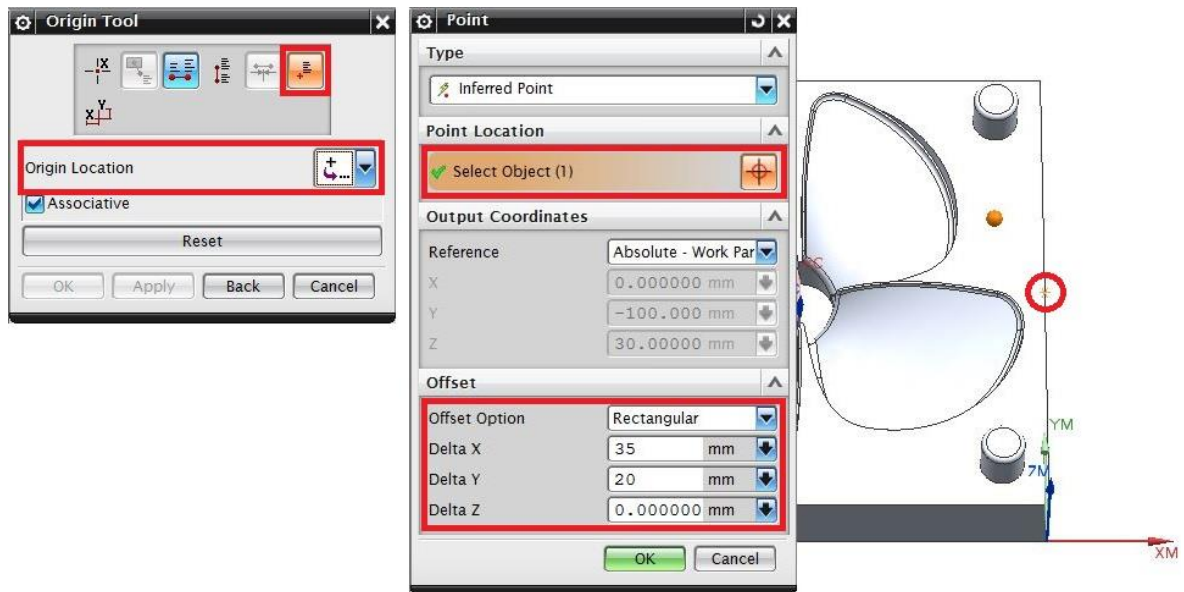 Origin Tool
X
X Y
Origin Location
Associative
Reset
OK Apply Back Cancel
Point
Type
Inferred Point
Point Location
Select Object (1)
Output Coordinates
Reference Absolute - Work Par
X 0.000000 mm
Y -100.000 mm
Z 30.00000 mm
Offset
Offset Option Rectangular
Delta X 35 mm
Delta Y 20 mm
Delta Z 0.000000 mm
OK Cancel
YM
XM